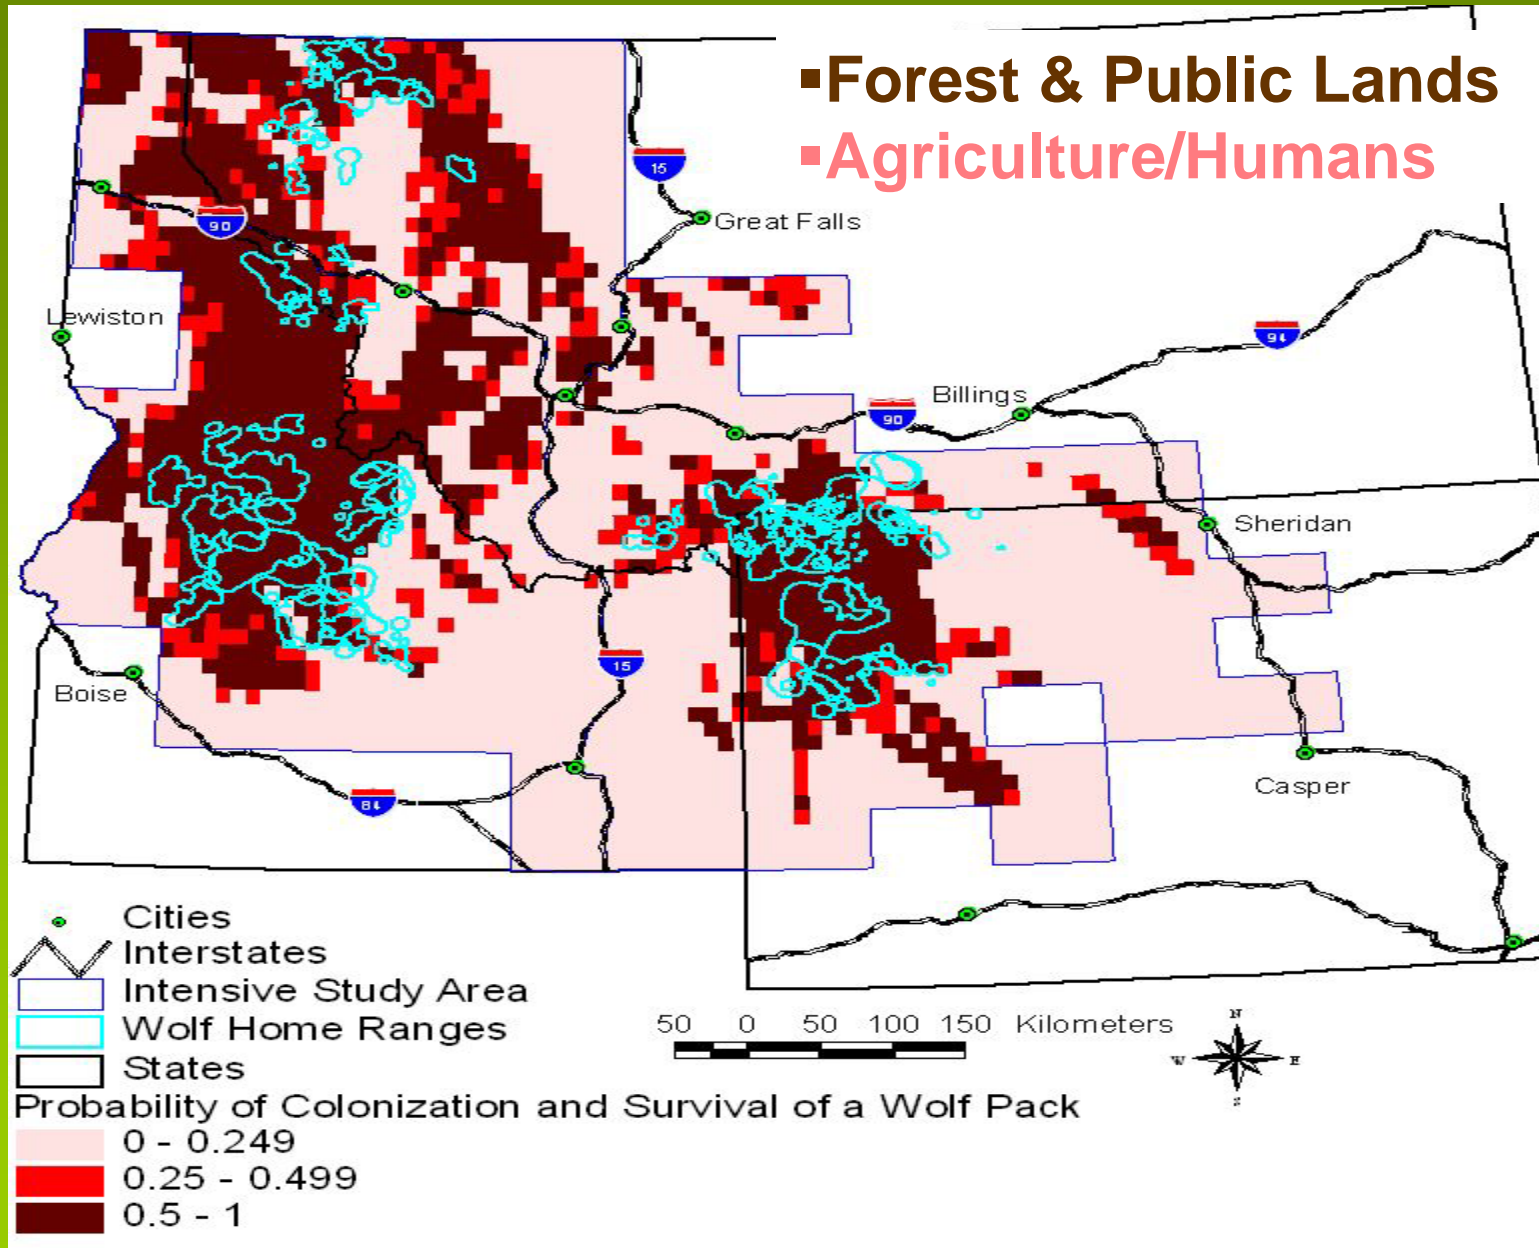 ▪Forest & Public Lands
▪Agriculture/Humans
15
Great Falls
90
Lewiston
94
Billings
90
Sheridan
15
Boise
Casper
84
Cities
Interstates
Intensive Study Area
Wolf Home Ranges
States
50 0 50 100 150 Kilometers
N
W E
S
Probability of Colonization and Survival of a Wolf Pack
0 - 0.249
0.25 - 0.499
0.5 - 1